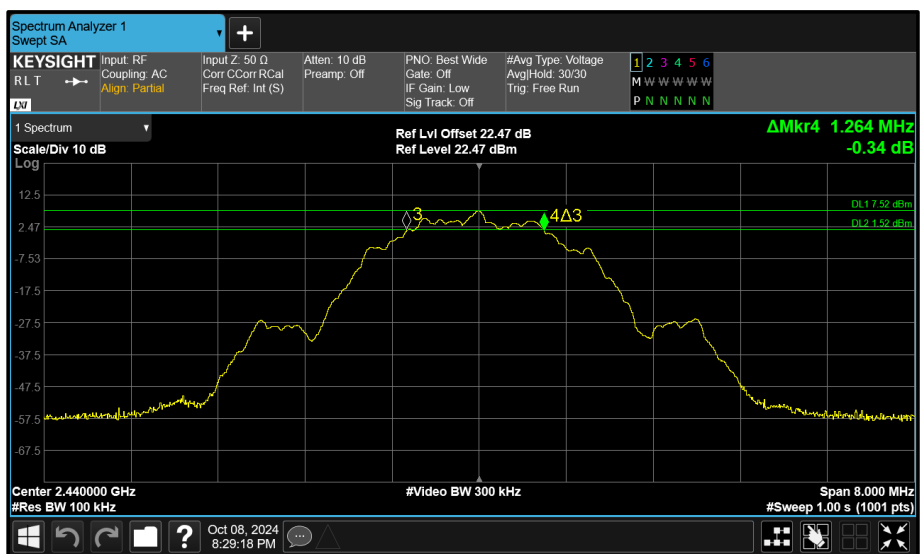 Spectrum Analyzer 1
Swept SA
+
KEYSIGHT
R L T
LXI
Input: RF
Coupling: AC
Align: Partial
Input Z: 50 Ω
Corr CCorr RCal
Freq Ref: Int (S)
Atten: 10 dB
Preamp: Off
PNO: Best Wide
Gate: Off
IF Gain: Low
Sig Track: Off
#Avg Type: Voltage
Avg|Hold: 30/30
Trig: Free Run
1 2 3 4 5 6
M W W W W W
P N N N N N
1 Spectrum
Scale/Div 10 dB
Log
Ref Lvl Offset 22.47 dB
Ref Level 22.47 dBm
ΔMkr4 1.264 MHz
-0.34 dB
12.5
2.47
-7.53
-17.5
-27.5
-37.5
-47.5
-57.5
-67.5
3
4Δ3
DL1 7.52 dBm
DL2 1.52 dBm
Center 2.440000 GHz
#Res BW 100 kHz
#Video BW 300 kHz
Span 8.000 MHz
#Sweep 1.00 s (1001 pts)
?
Oct 08, 2024
8:29:18 PM